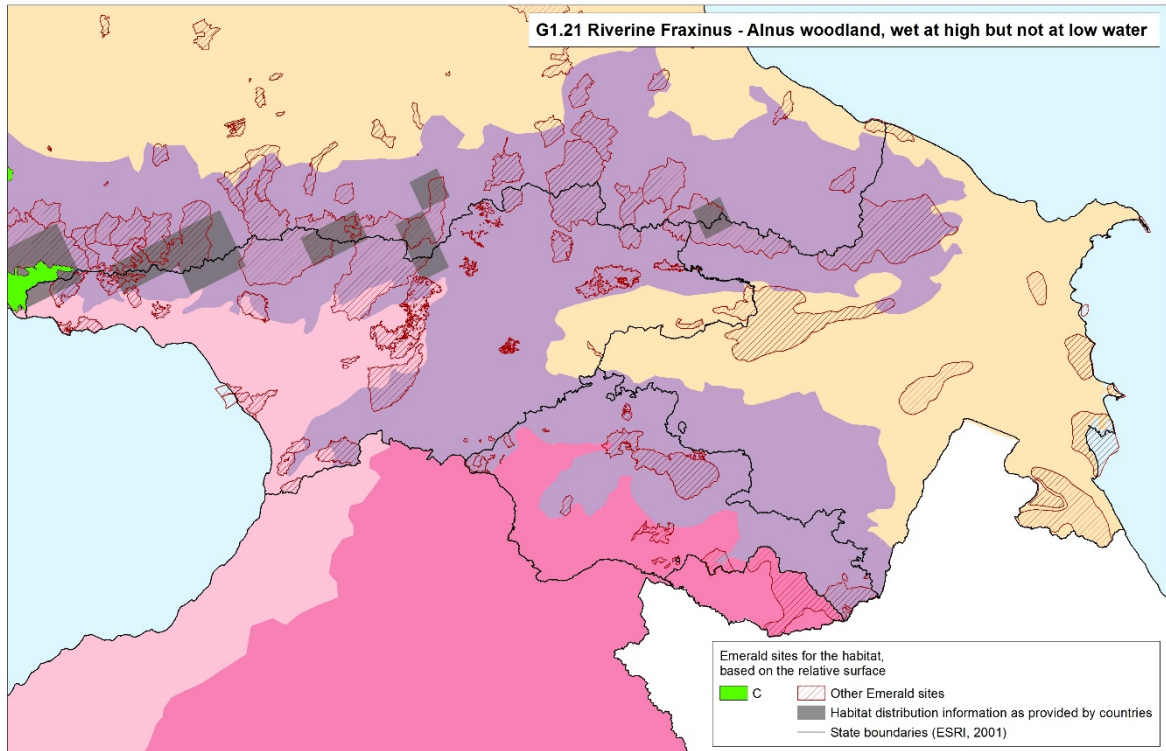 G1.21 Riverine Fraxinus - Alnus woodland, wet at high but not at low water
Emerald sites for the habitat,
based on the relative surface
C
Other Emerald sites
Habitat distribution information as provided by countries
State boundaries (ESRI, 2001)